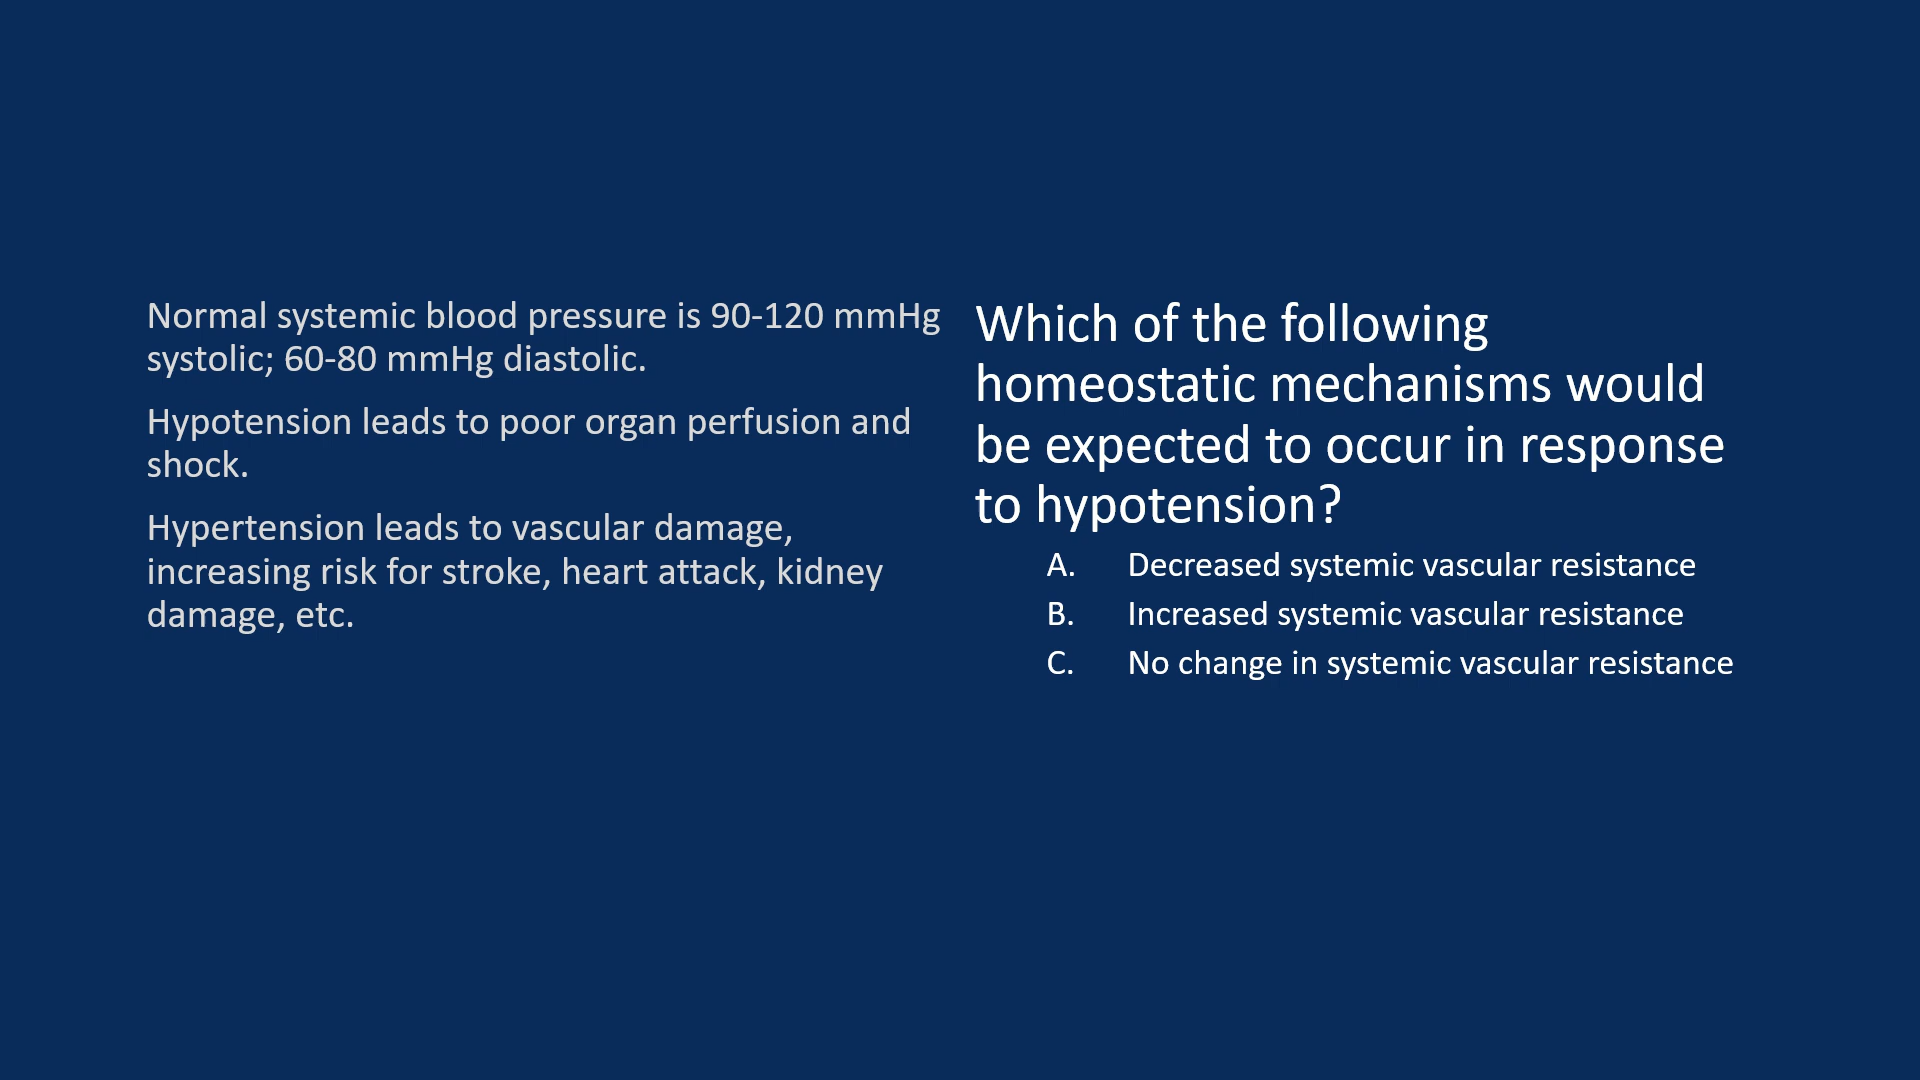 Normal systemic blood pressure is 90-120 mmHg
systolic; 60-80 mmHg diastolic.
Hypotension leads to poor organ perfusion and
shock.
Hypertension leads to vascular damage,
increasing risk for stroke, heart attack, kidney
damage, etc.
Which of the following
homeostatic mechanisms would
be expected to occur in response
to hypotension?
A. Decreased systemic vascular resistance
B. Increased systemic vascular resistance
C. No change in systemic vascular resistance